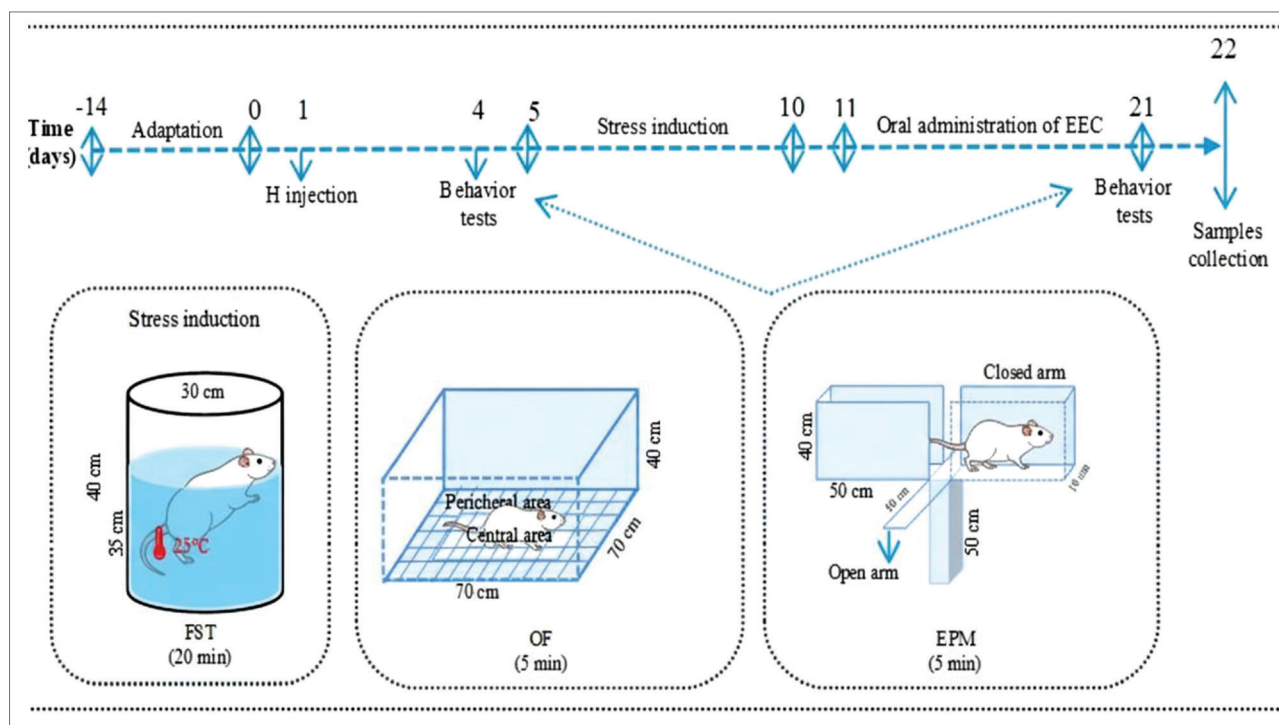 22
-14
0
1
4
5
10
11
21
Time
(days)
Adaptation
Stress induction
Oral administration of EEC
H injection
Behavior
tests
Behavior
tests
Samples
collection
Stress induction
30 cm
40 cm
35 cm
25°C
FST
(20 min)
40 cm
Pericheral area
Central area
70 cm
70 cm
OF
(5 min)
Closed arm
40 cm
50 cm
10 cm
50 cm
Open arm
EPM
(5 min)